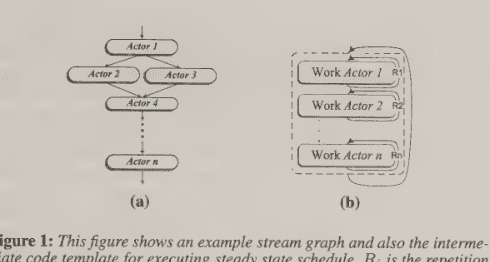 Actor 1
Actor 2
Actor 3
Actor 4
Actor n
(a)
Work Actor 1 R1
Work Actor 2 R2
Work Actor n Rn
(b)
igure 1: This figure shows an example stream graph and also the interme-
iate code template for executing steady state schedule. Ri is the repetition